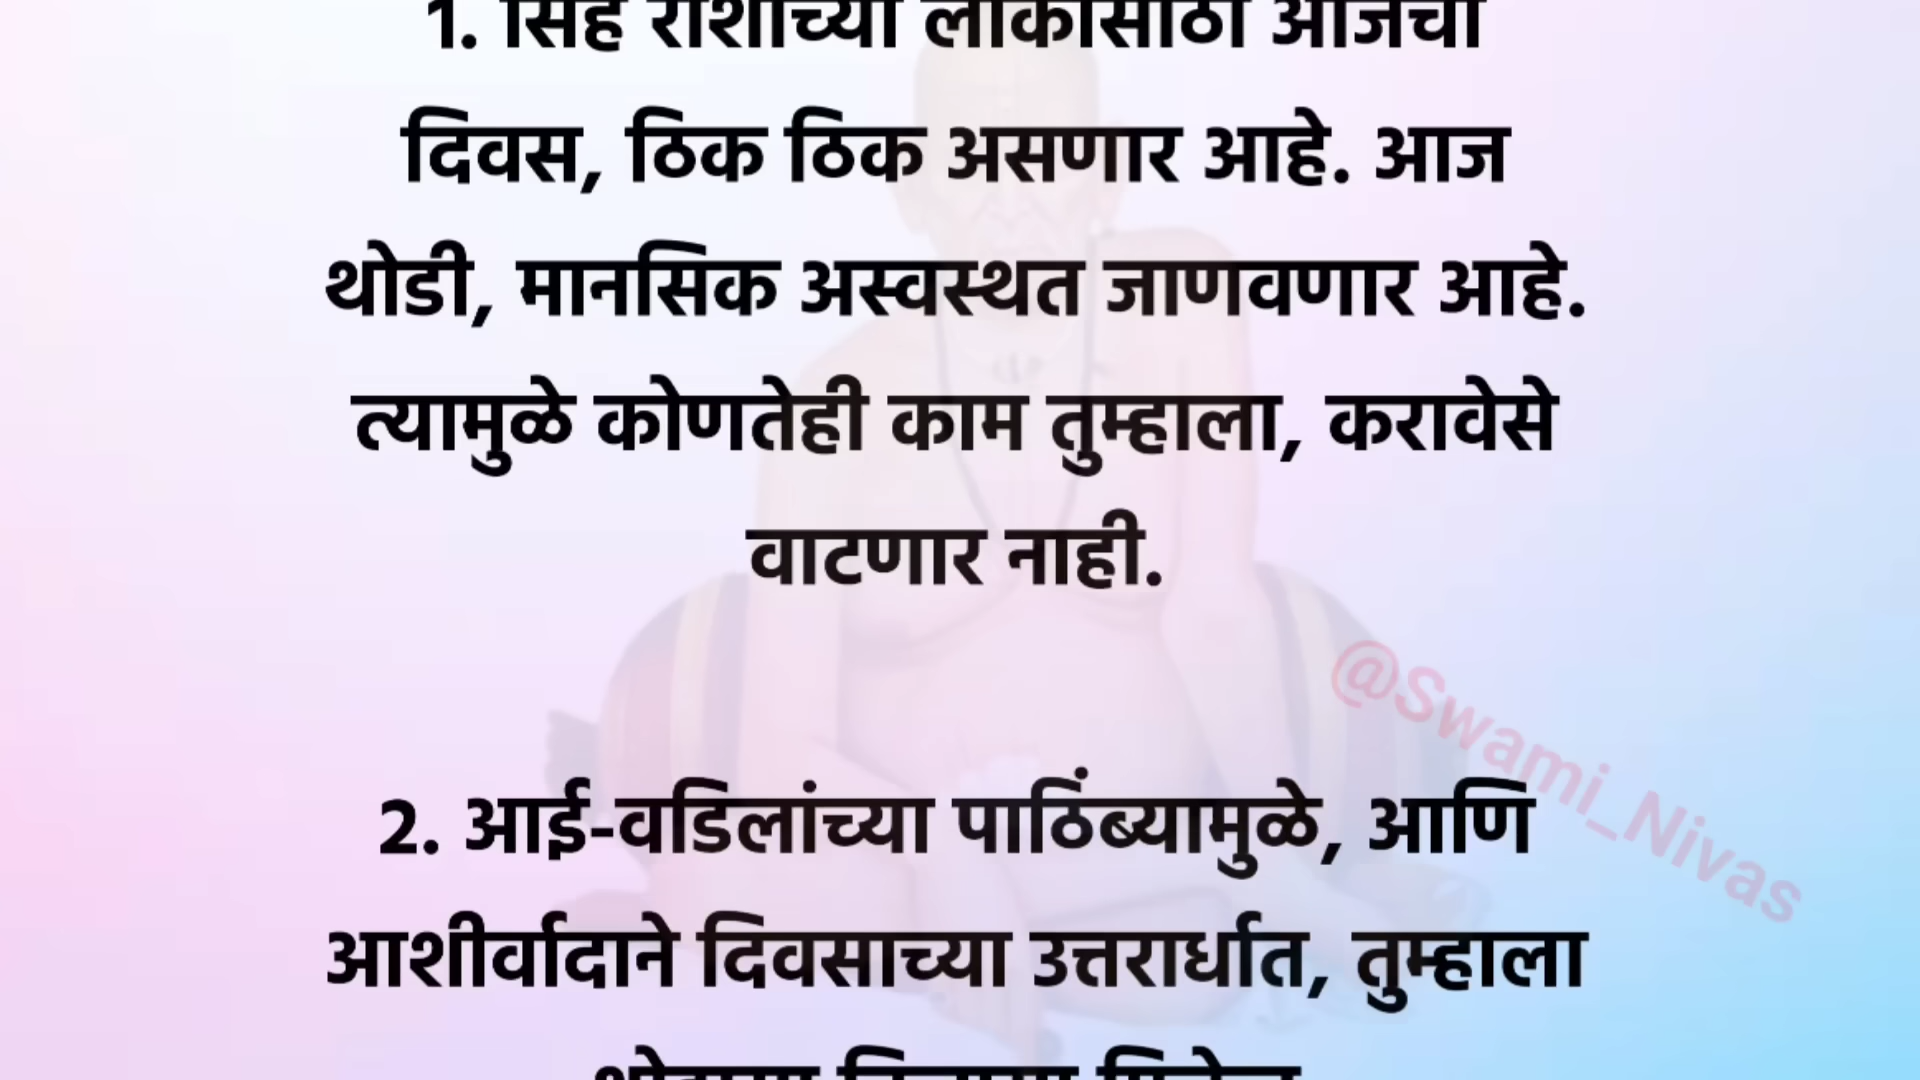 1. सिंह राशीच्या लोकांसाठी आजचा
दिवस, ठिक ठिक असणार आहे. आज
थोडी, मानसिक अस्वस्थत जाणवणार आहे.
त्यामुळे कोणतेही काम तुम्हाला, करावेसे
वाटणार नाही.
@Swami_Nivas
2. आई-वडिलांच्या पाठिंब्यामुळे, आणि
आशीर्वादाने दिवसाच्या उत्तरार्धात, तुम्हाला